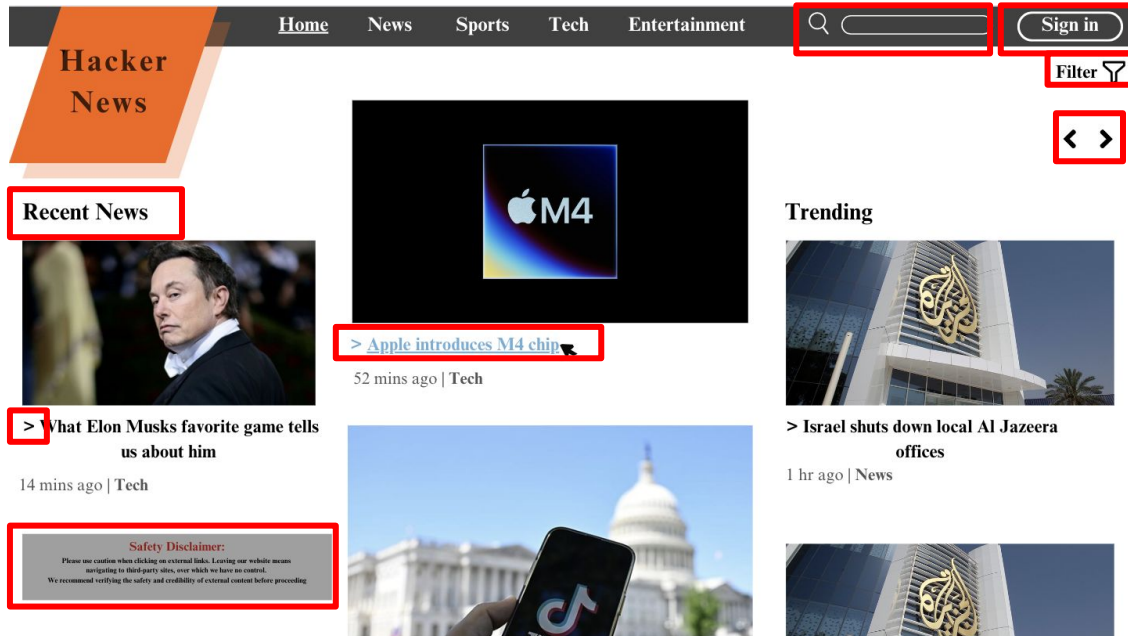 Home News Sports Tech Entertainment Sign in
Hacker
News
Filter
Recent News
M4
Trending
> Apple introduces M4 chip
52 mins ago | Tech
> What Elon Musks favorite game tells
us about him
14 mins ago | Tech
> Israel shuts down local Al Jazeera
offices
1 hr ago | News
Safety Disclaimer:
Please use caution when clicking on external links. Leaving our website means
navigating to third-party sites, over which we have no control.
We recommend verifying the safety and credibility of external content before proceeding